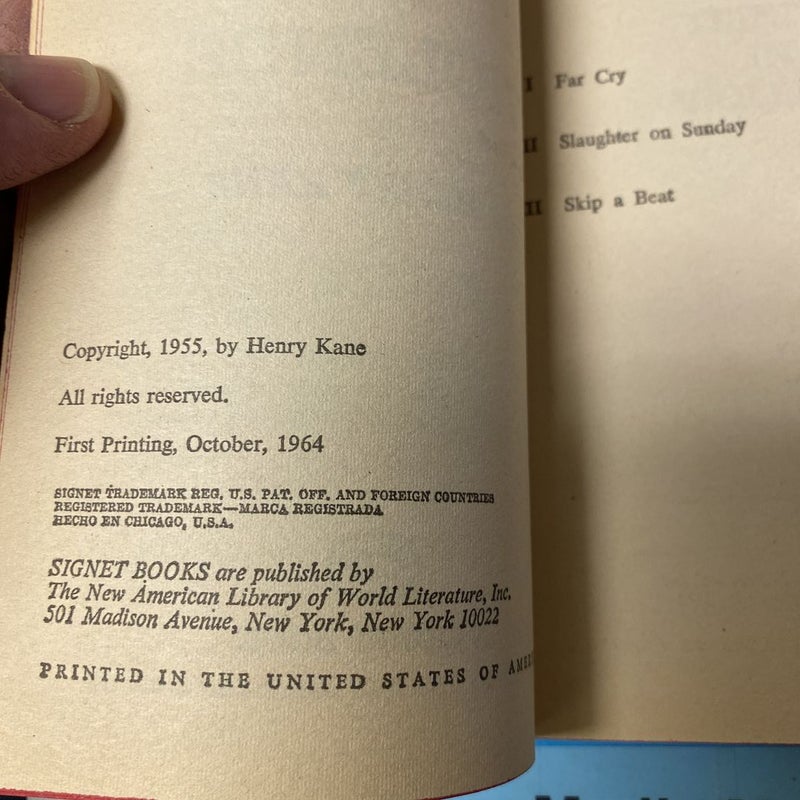 Copyright, 1955, by Henry Kane
All rights reserved.
First Printing, October, 1964
SIGNET TRADEMARK REG. U.S. PAT. OFF. AND FOREIGN COUNTRIES
REGISTERED TRADEMARK—MARCA REGISTRADA
HECHO EN CHICAGO, U.S.A.
SIGNET BOOKS are published by
The New American Library of World Literature, Inc.
501 Madison Avenue, New York, New York 10022
PRINTED IN THE UNITED STATES OF
I Far Cry
II Slaughter on Sunday
II Skip a Beat